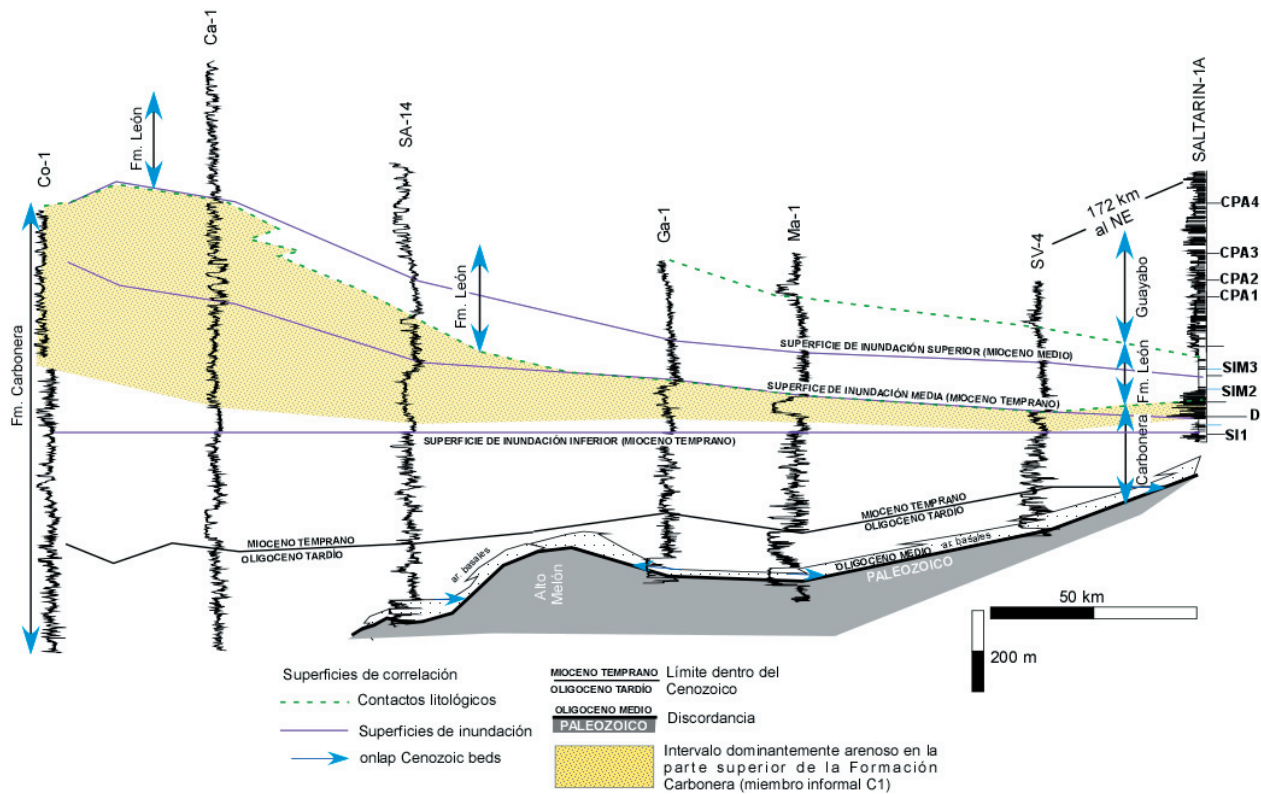 Co-1
Fm. León
Ca-1
SA-14
Fm. León
Ga-1
Ma-1
SV-4
172 km
al NE
SALTARIN-1A
CPA4
CPA3
CPA2
CPA1
SIM3
SIM2
D
SI1
Guayabo
Fm. León
Carbonera
Fm. Carbonera
SUPERFICIE DE INUNDACIÓN SUPERIOR (MIOCENO MEDIO)
SUPERFICE DE INUNDACIÓN MEDIA (MIOCENO TEMPRANO)
SUPERFICIE DE INUNDACIÓN INFERIOR (MIOCENO TEMPRANO)
MIOCENO TEMPRANO
OLIGOCENO TARDÍO
MIOCENO TEMPRANO
OLIGOCENO TARDÍO
ar. basales
Alto
Melón
OLIGOCENO MEDIO
ar. basales
PALEOZOICO
50 km
200 m
Superficies de correlación
Contactos litológicos
Superficies de inundación
onlap Cenozoic beds
MIOCENO TEMPRANO
OLIGOCENO TARDÍO
Límite dentro del
Cenozoico
OLIGOCENO MEDIO
PALEOZOICO
Discordancia
Intervalo dominantemente arenoso en la
parte superior de la Formación
Carbonera (miembro informal C1)